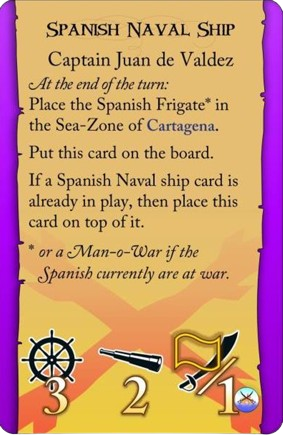 SPANISH NAVAL SHIP
Captain Juan de Valdez
At the end of the turn:
Place the Spanish Frigate* in
the Sea-Zone of Cartagena.
Put this card on the board.
If a Spanish Naval ship card is
already in play, then place this
card on top of it.
* or a Man-o-War if the
Spanish currently are at war.
3 2 /1